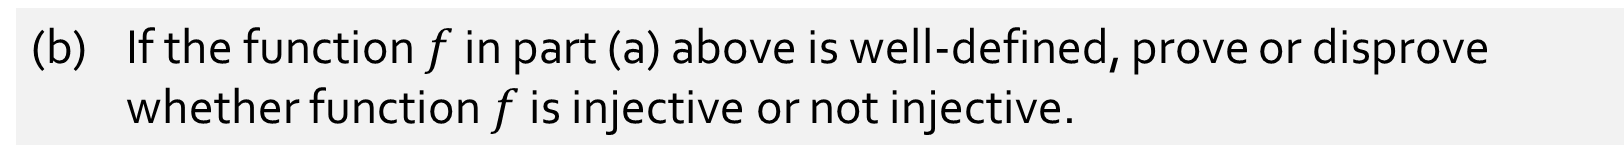 (b) If the function f in part (a) above is well-defined, prove or disprove
whether function f is injective or not injective.